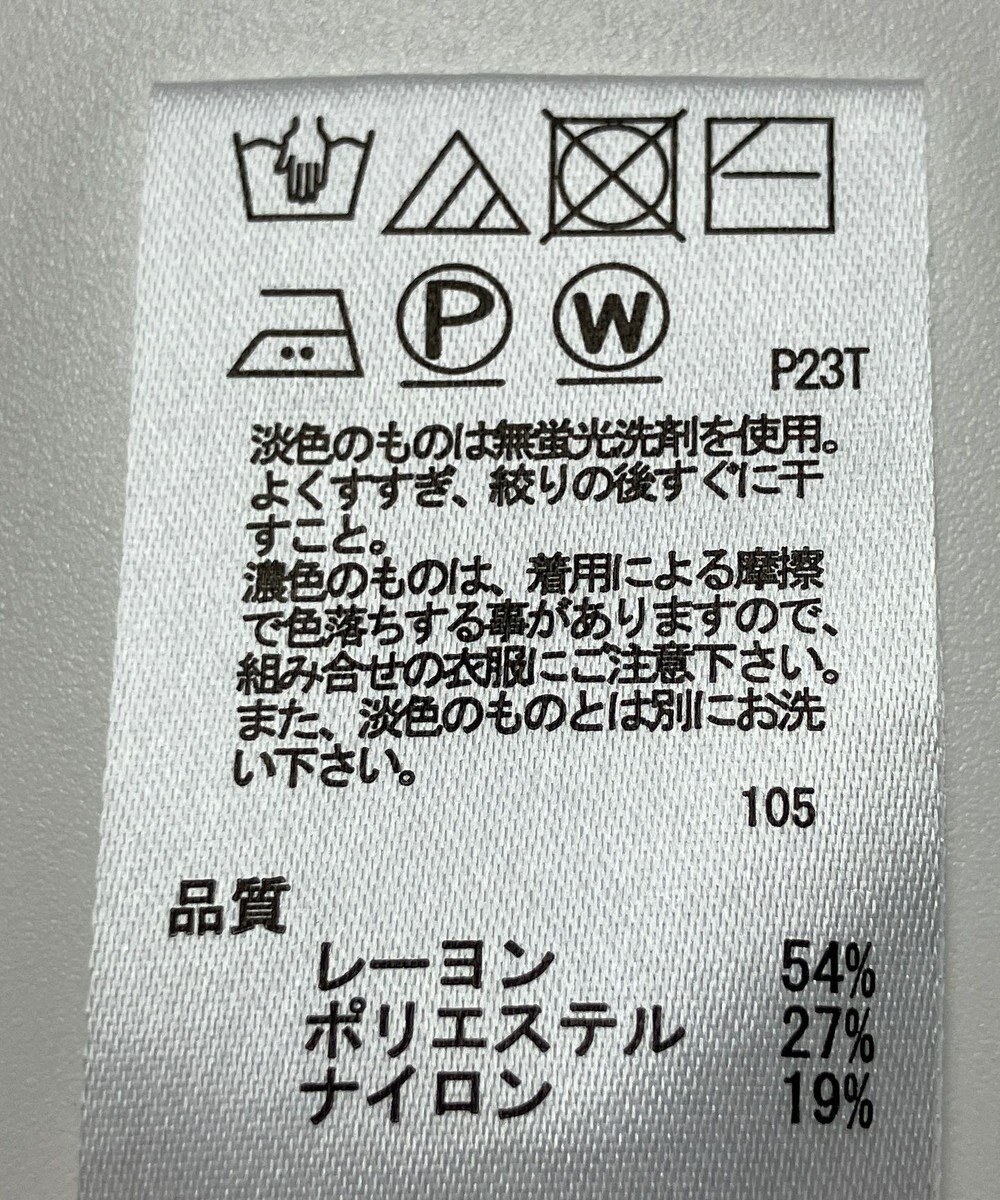 P W P23T
淡色のものは無蛍光洗剤を使用。
よくすすぎ、絞りの後すぐに干
すこと。
濃色のものは、着用による摩擦
で色落ちする事がありますので、
組み合せの衣服にご注意下さい。
また、淡色のものとは別にお洗
い下さい。
105
品質
レーヨン 54%
ポリエステル 27%
ナイロン 19%